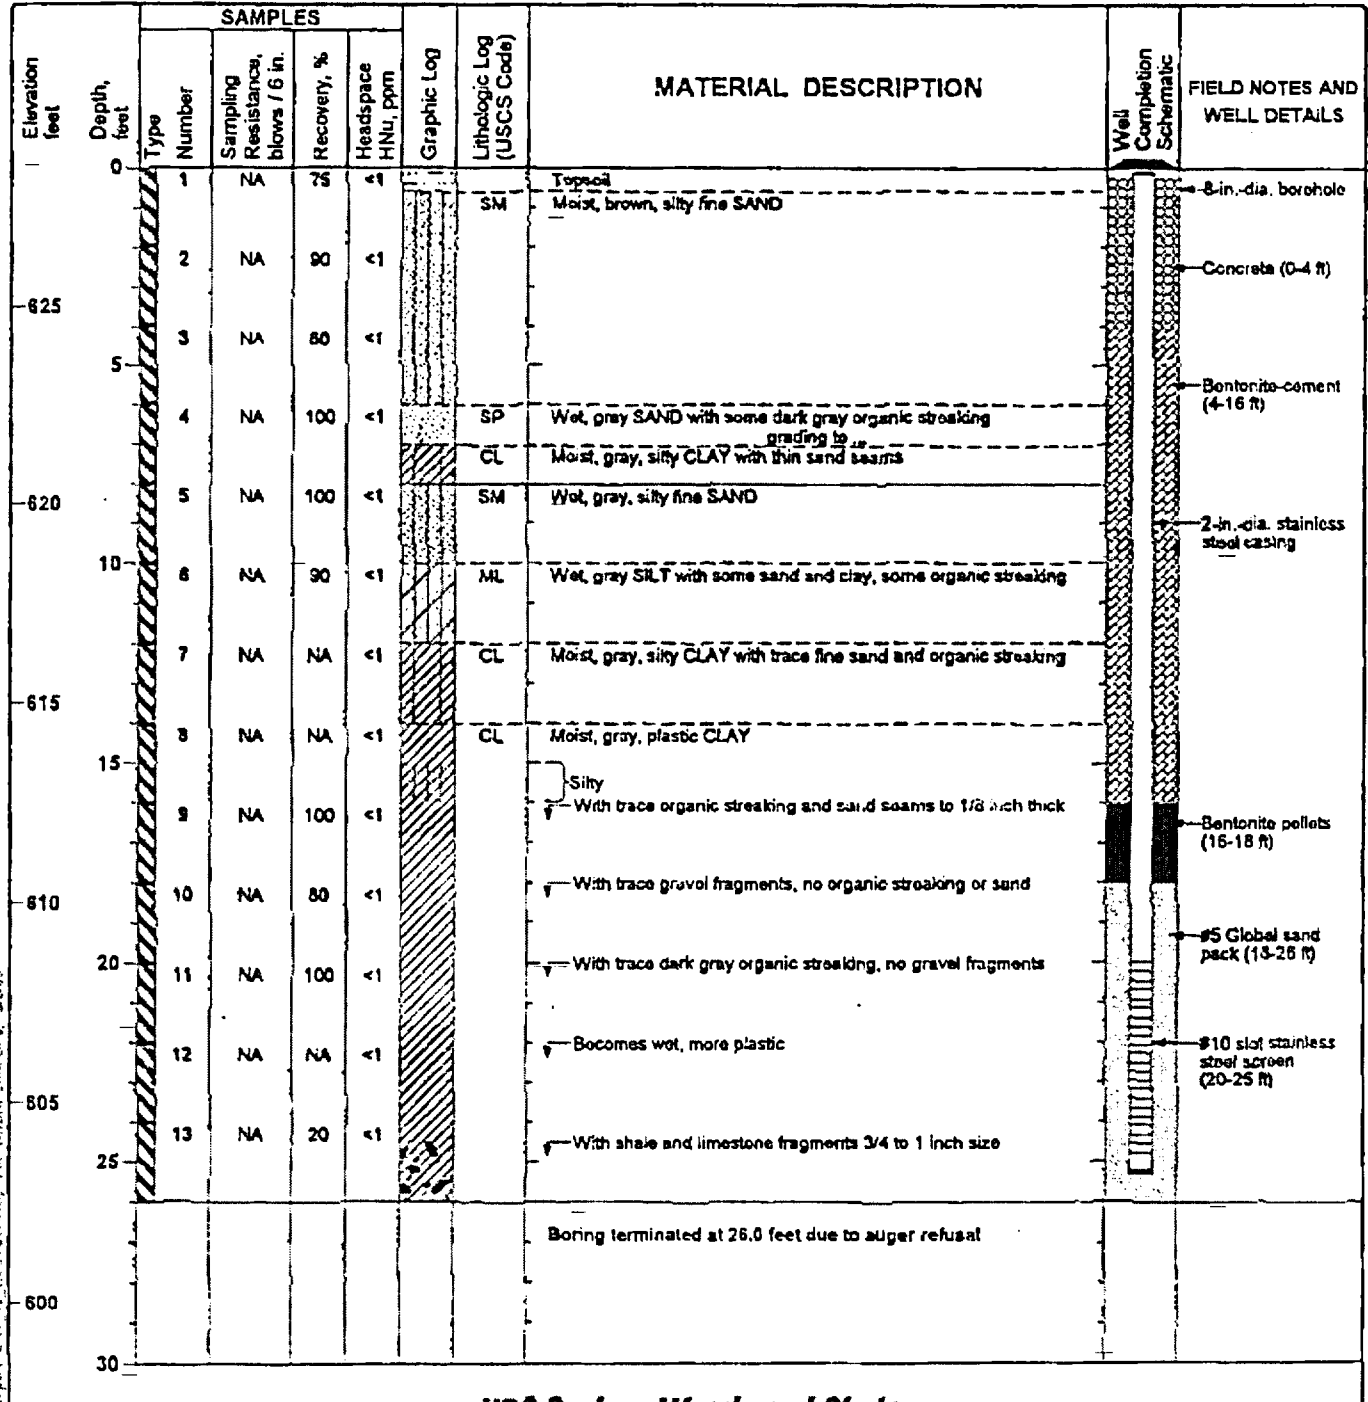 SAMPLES
Elevation feet
Depth, feet
Type
Number
Sampling Resistance, blows / 6 in.
Recovery, %
Headspace HNu, ppm
Graphic Log
Lithologic Log (USCS Code)
MATERIAL DESCRIPTION
Well Completion Schematic
FIELD NOTES AND WELL DETAILS
0
1 NA 75 <1 Topsoil
8-in.-dia. borehole
SM Moist, brown, silty fine SAND
2 NA 90 <1
Concrete (0-4 ft)
625
3 NA <1
5
Bentonite-cement
(4-16 ft)
4 NA 100 <1 SP Wet, gray SAND with some dark gray organic streaking
grading to ...
CL Moist, gray, silty CLAY with thin sand seams
5 NA 100 <1 SM Wet, gray, silty fine SAND
620
2-in.-dia. stainless
steel casing
10
6 NA 90 <1 ML Wet, gray SILT with some sand and clay, some organic streaking
7 NA NA <1 CL Moist, gray, silty CLAY with trace fine sand and organic streaking
615
8 NA NA <1 CL Moist, gray, plastic CLAY
15
Silty
9 NA 100 <1 With trace organic streaking and sand seams to 1/8 inch thick
Bentonite pellets
(16-18 ft)
10 NA 80 <1 With trace gravel fragments, no organic streaking or sand
610
#5 Global sand
pack (18-26 ft)
20
11 NA 100 <1 With trace dark gray organic streaking, no gravel fragments
12 NA NA <1 Becomes wet, more plastic
#10 slot stainless
steel screen
(20-25 ft)
605
13 NA 20 <1 With shale and limestone fragments 3/4 to 1 inch size
25
Boring terminated at 26.0 feet due to auger refusal
600
30